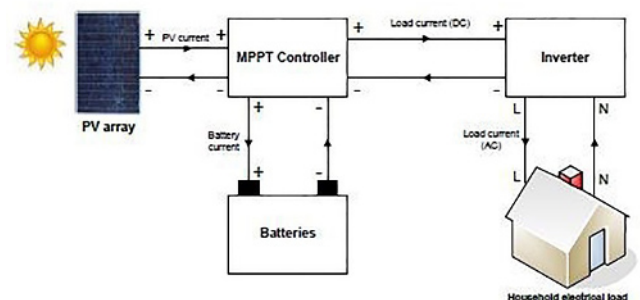 + PV current +
- -
PV array
MPPT Controller
+ Load current (DC) +
- -
Inverter
+ -
Battery
current
+ -
Batteries
L N
Load current
(AC)
L N
Household electrical load